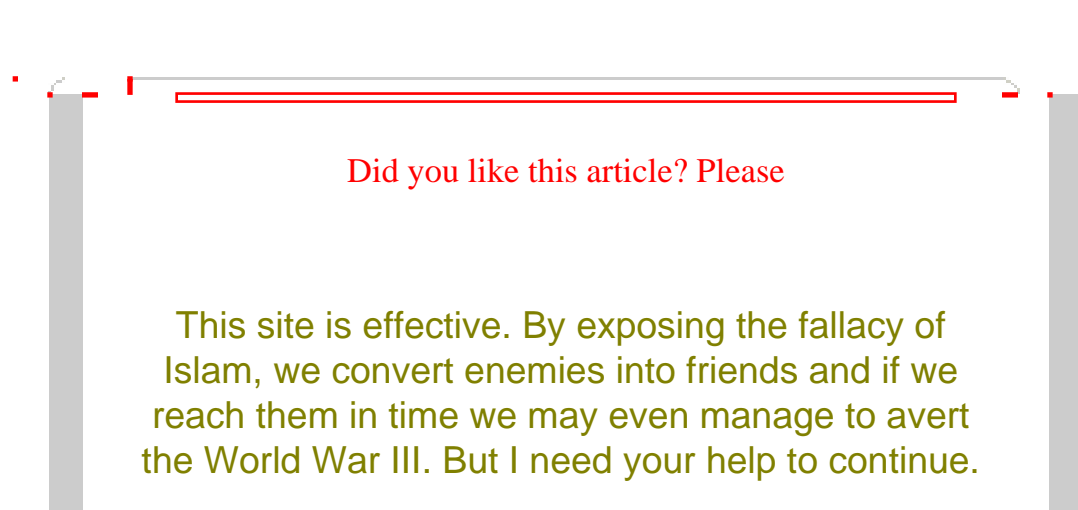 Did you like this article? Please
This site is effective. By exposing the fallacy of
Islam, we convert enemies into friends and if we
reach them in time we may even manage to avert
the World War III. But I need your help to continue.